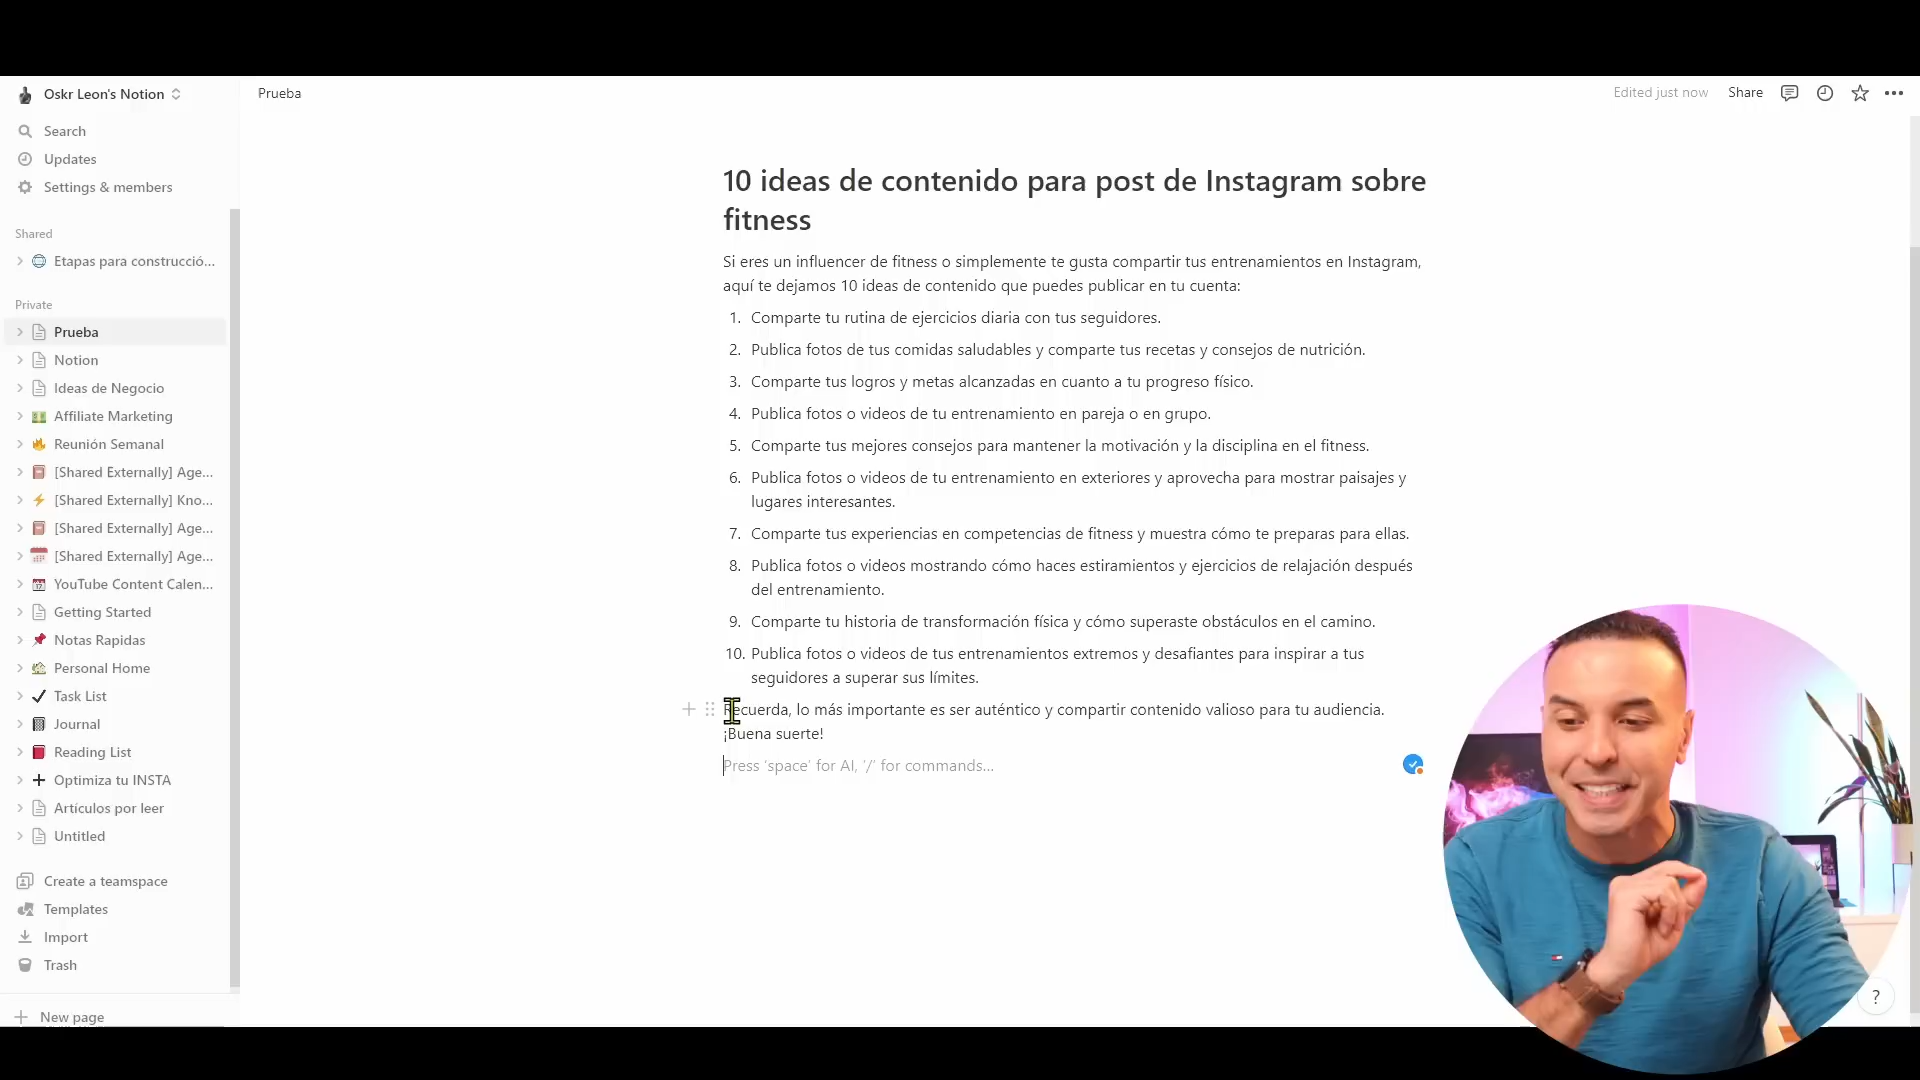 Oskr Leon's Notion
Search
Updates
Settings & members
Shared
Etapas para construcció...
Private
Prueba
Notion
Ideas de Negocio
Affiliate Marketing
Reunión Semanal
[Shared Externally] Age...
[Shared Externally] Kno...
[Shared Externally] Age...
[Shared Externally] Age...
YouTube Content Calen...
Getting Started
Notas Rapidas
Personal Home
Task List
Journal
Reading List
Optimiza tu INSTA
Artículos por leer
Untitled
Create a teamspace
Templates
Import
Trash
New page
Prueba
Edited just now
Share
10 ideas de contenido para post de Instagram sobre
fitness
Si eres un influencer de fitness o simplemente te gusta compartir tus entrenamientos en Instagram,
aquí te dejamos 10 ideas de contenido que puedes publicar en tu cuenta:
1. Comparte tu rutina de ejercicios diaria con tus seguidores.
2. Publica fotos de tus comidas saludables y comparte tus recetas y consejos de nutrición.
3. Comparte tus logros y metas alcanzadas en cuanto a tu progreso físico.
4. Publica fotos o videos de tu entrenamiento en pareja o en grupo.
5. Comparte tus mejores consejos para mantener la motivación y la disciplina en el fitness.
6. Publica fotos o videos de tu entrenamiento en exteriores y aprovecha para mostrar paisajes y
lugares interesantes.
7. Comparte tus experiencias en competencias de fitness y muestra cómo te preparas para ellas.
8. Publica fotos o videos mostrando cómo haces estiramientos y ejercicios de relajación después
del entrenamiento.
9. Comparte tu historia de transformación física y cómo superaste obstáculos en el camino.
10. Publica fotos o videos de tus entrenamientos extremos y desafiantes para inspirar a tus
seguidores a superar sus límites.
Recuerda, lo más importante es ser auténtico y compartir contenido valioso para tu audiencia.
¡Buena suerte!
Press 'space' for AI, '/' for commands...
?